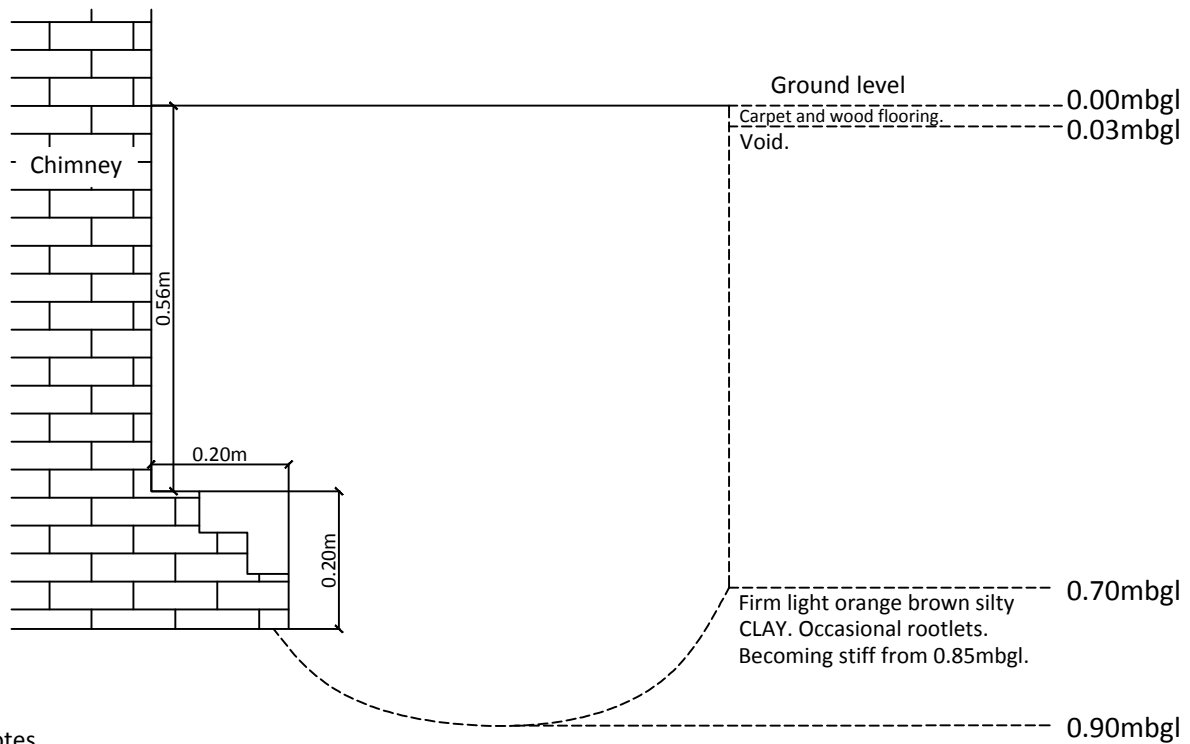 Ground level
0.00mbgl
Carpet and wood flooring.
0.03mbgl
Void.
Chimney
0.56m
0.20m
0.20m
0.70mbgl
Firm light orange brown silty
CLAY. Occasional rootlets.
Becoming stiff from 0.85mbgl.
0.90mbgl